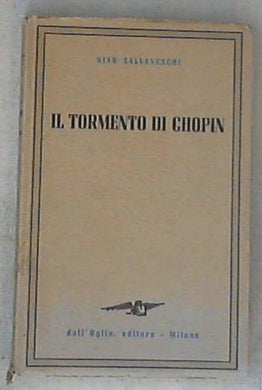 NINO SALVANESCHI
IL TORMENTO DI CHOPIN
dall'Oglio, editore - Milano